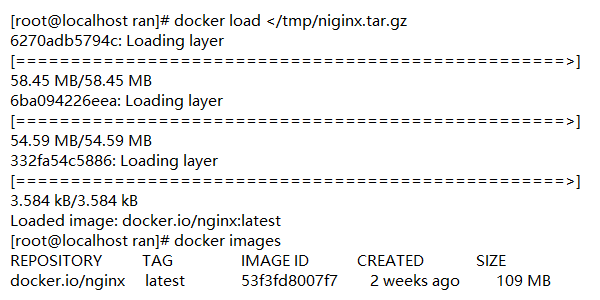 [root@localhost ran]# docker load </tmp/niginx.tar.gz
6270adb5794c: Loading layer
[==================================================>]
58.45 MB/58.45 MB
6ba094226eea: Loading layer
[==================================================>]
54.59 MB/54.59 MB
332fa54c5886: Loading layer
[==================================================>]
3.584 kB/3.584 kB
Loaded image: docker.io/nginx:latest
[root@localhost ran]# docker images
REPOSITORY TAG IMAGE ID CREATED SIZE
docker.io/nginx latest 53f3fd8007f7 2 weeks ago 109 MB